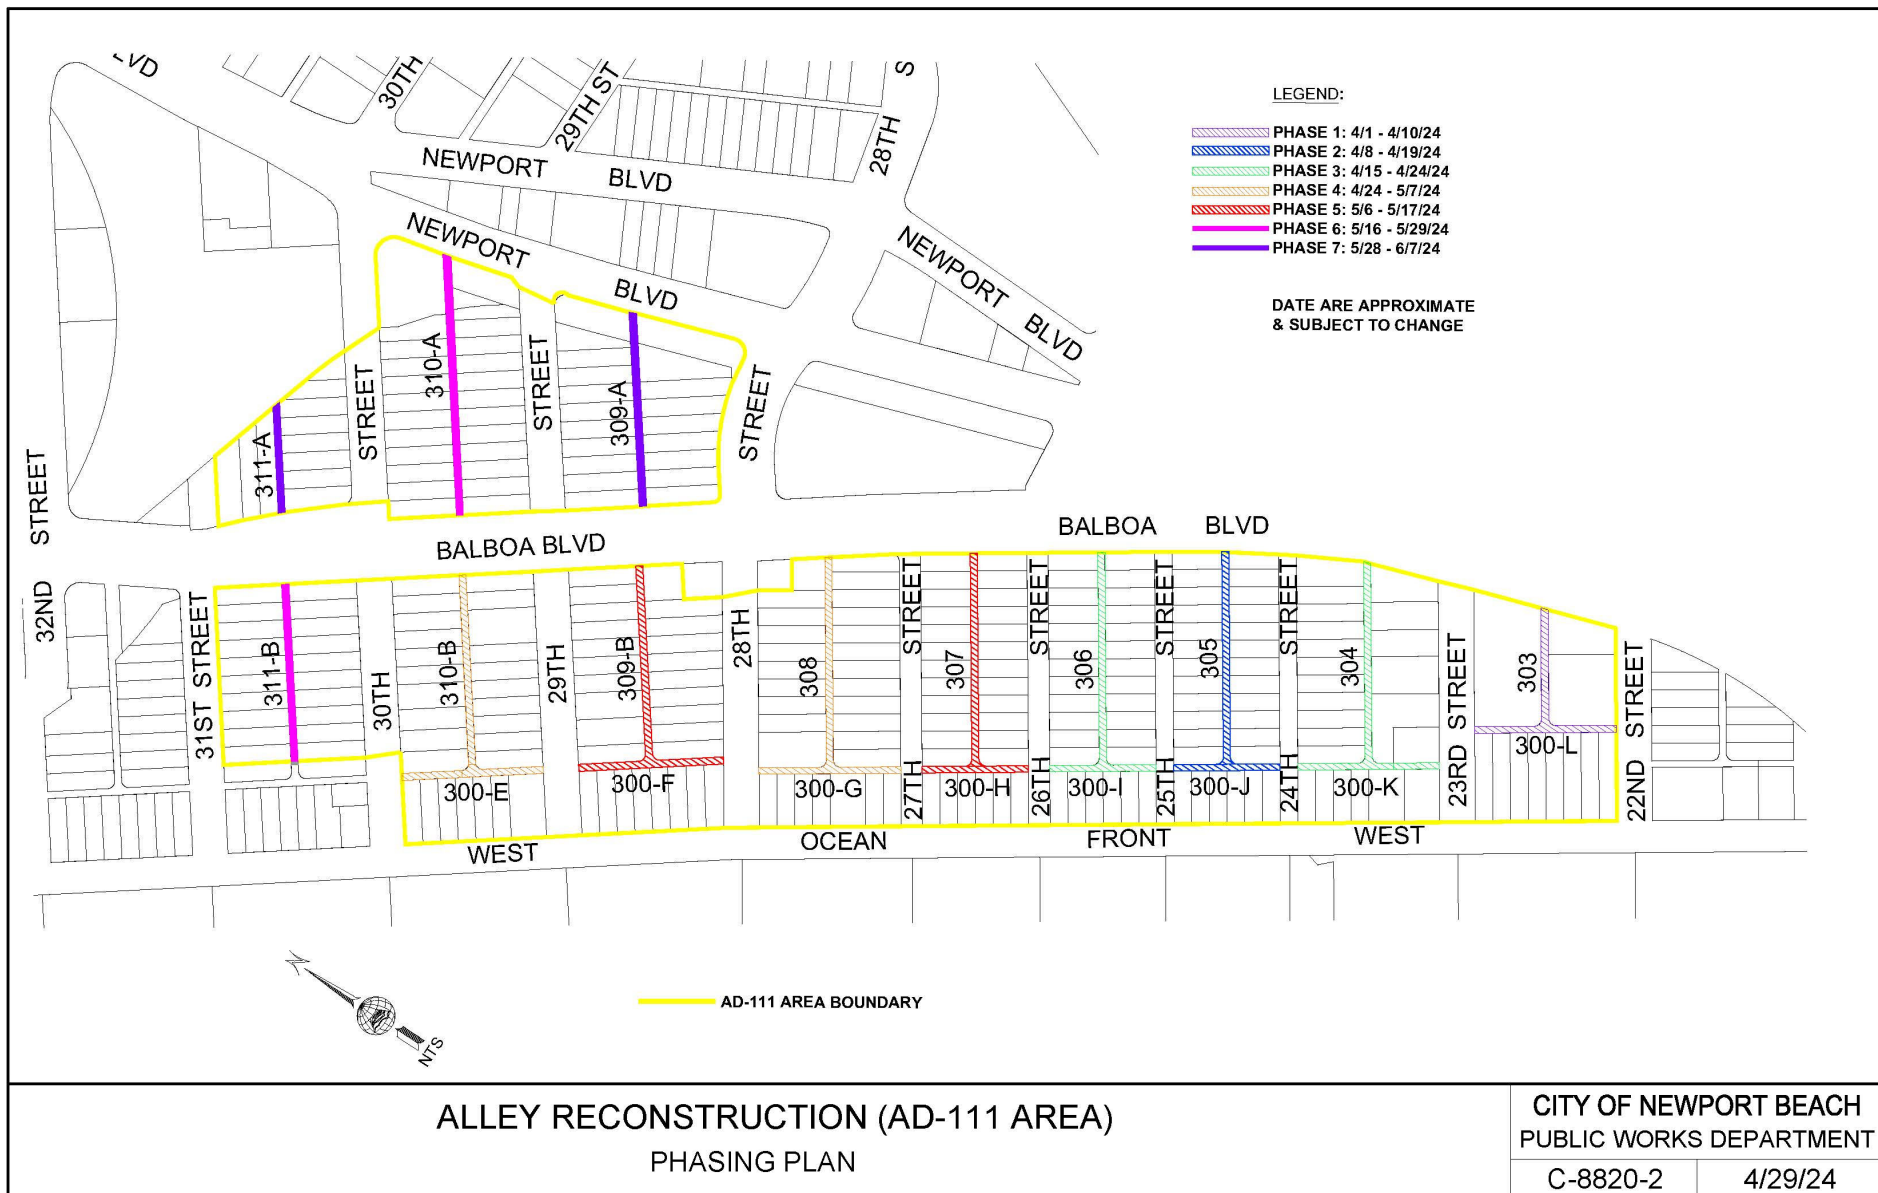 LVD
30TH
29TH ST
S
28TH
NEWPORT BLVD
NEWPORT BLVD
NEWPORT BLVD
LEGEND:
PHASE 1: 4/1 - 4/10/24
PHASE 2: 4/8 - 4/19/24
PHASE 3: 4/15 - 4/24/24
PHASE 4: 4/24 - 5/7/24
PHASE 5: 5/6 - 5/17/24
PHASE 6: 5/16 - 5/29/24
PHASE 7: 5/28 - 6/7/24
DATE ARE APPROXIMATE
& SUBJECT TO CHANGE
311-A
STREET
310-A
STREET
309-A
STREET
32ND STREET
BALBOA BLVD
BALBOA BLVD
31ST STREET
311-B
30TH
310-B
29TH
309-B
28TH
308
27TH STREET
307
26TH STREET
306
25TH STREET
305
24TH STREET
304
23RD STREET
303
22ND STREET
300-E
300-F
300-G
300-H
300-I
300-J
300-K
300-L
WEST OCEAN FRONT WEST
N
NTS
AD-111 AREA BOUNDARY
ALLEY RECONSTRUCTION (AD-111 AREA)
PHASING PLAN
CITY OF NEWPORT BEACH
PUBLIC WORKS DEPARTMENT
C-8820-2 4/29/24